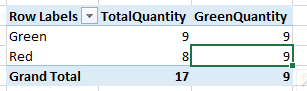 Row Labels TotalQuantity GreenQuantity
Green 9 9
Red 8 9
Grand Total 17 9